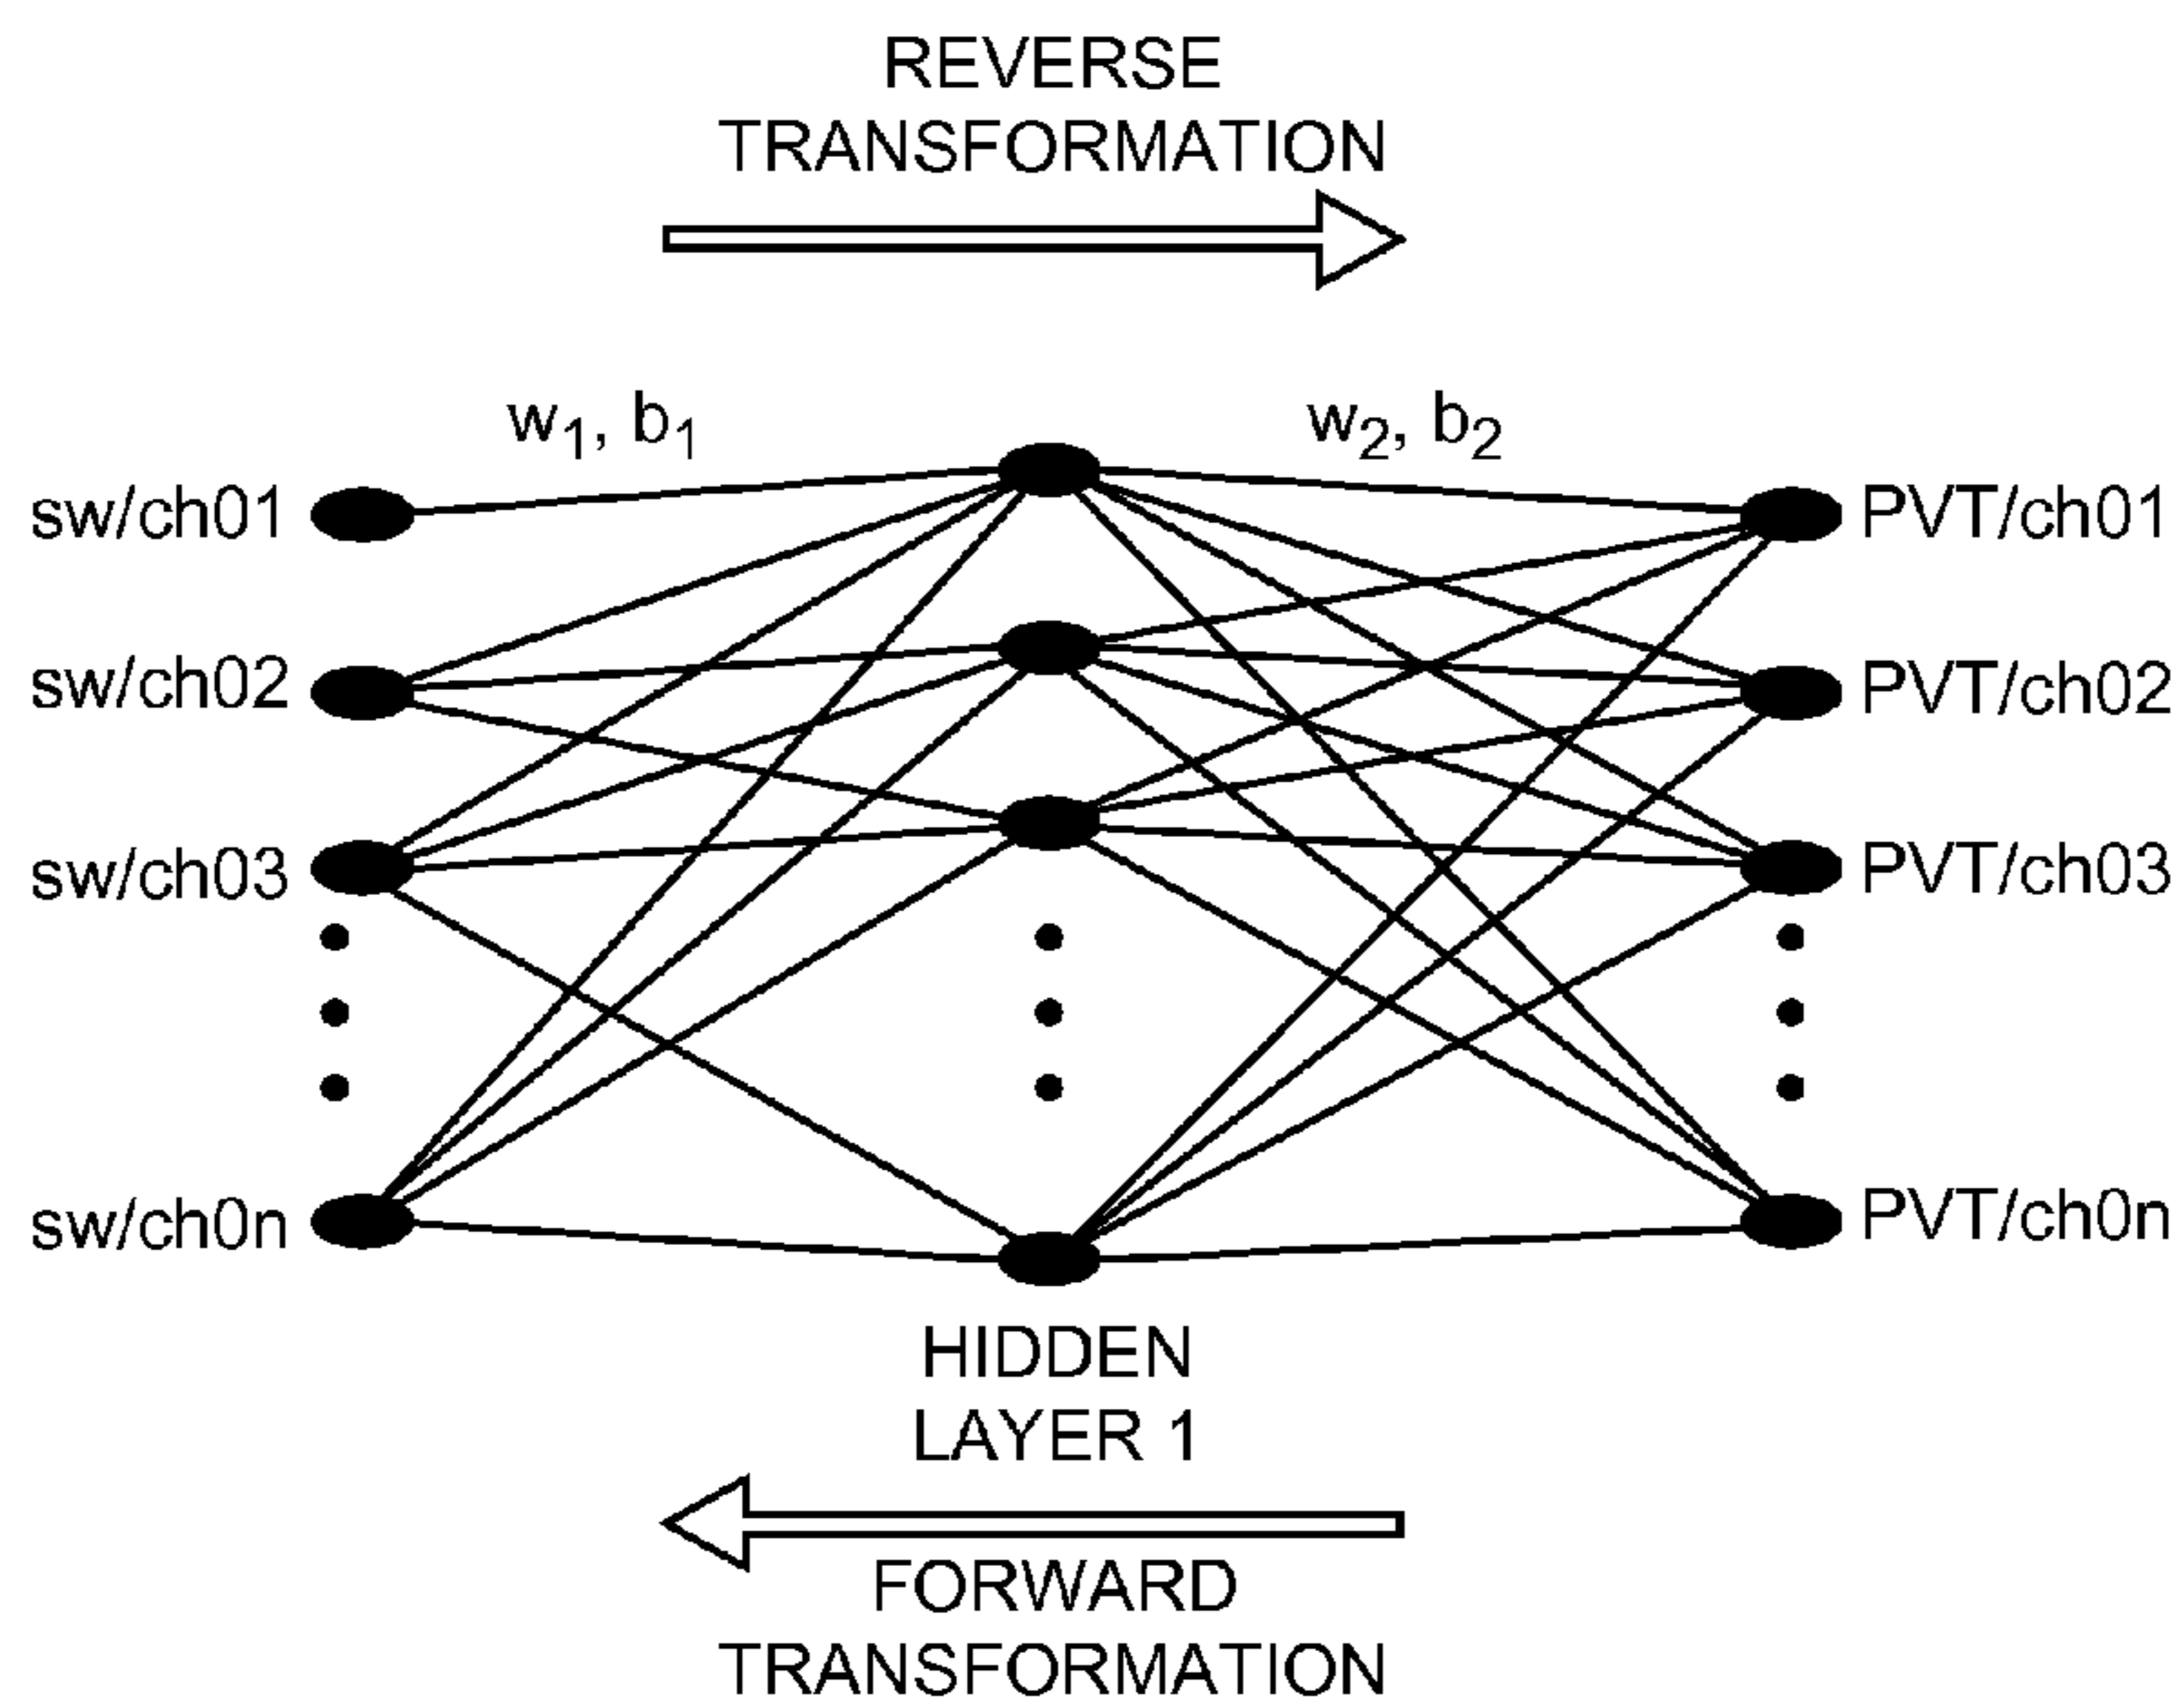 REVERSE
TRANSFORMATION
w₁, b₁
w₂, b₂
sw/ch01
PVT/ch01
sw/ch02
PVT/ch02
sw/ch03
PVT/ch03
sw/ch0n
PVT/ch0n
HIDDEN
LAYER 1
FORWARD
TRANSFORMATION